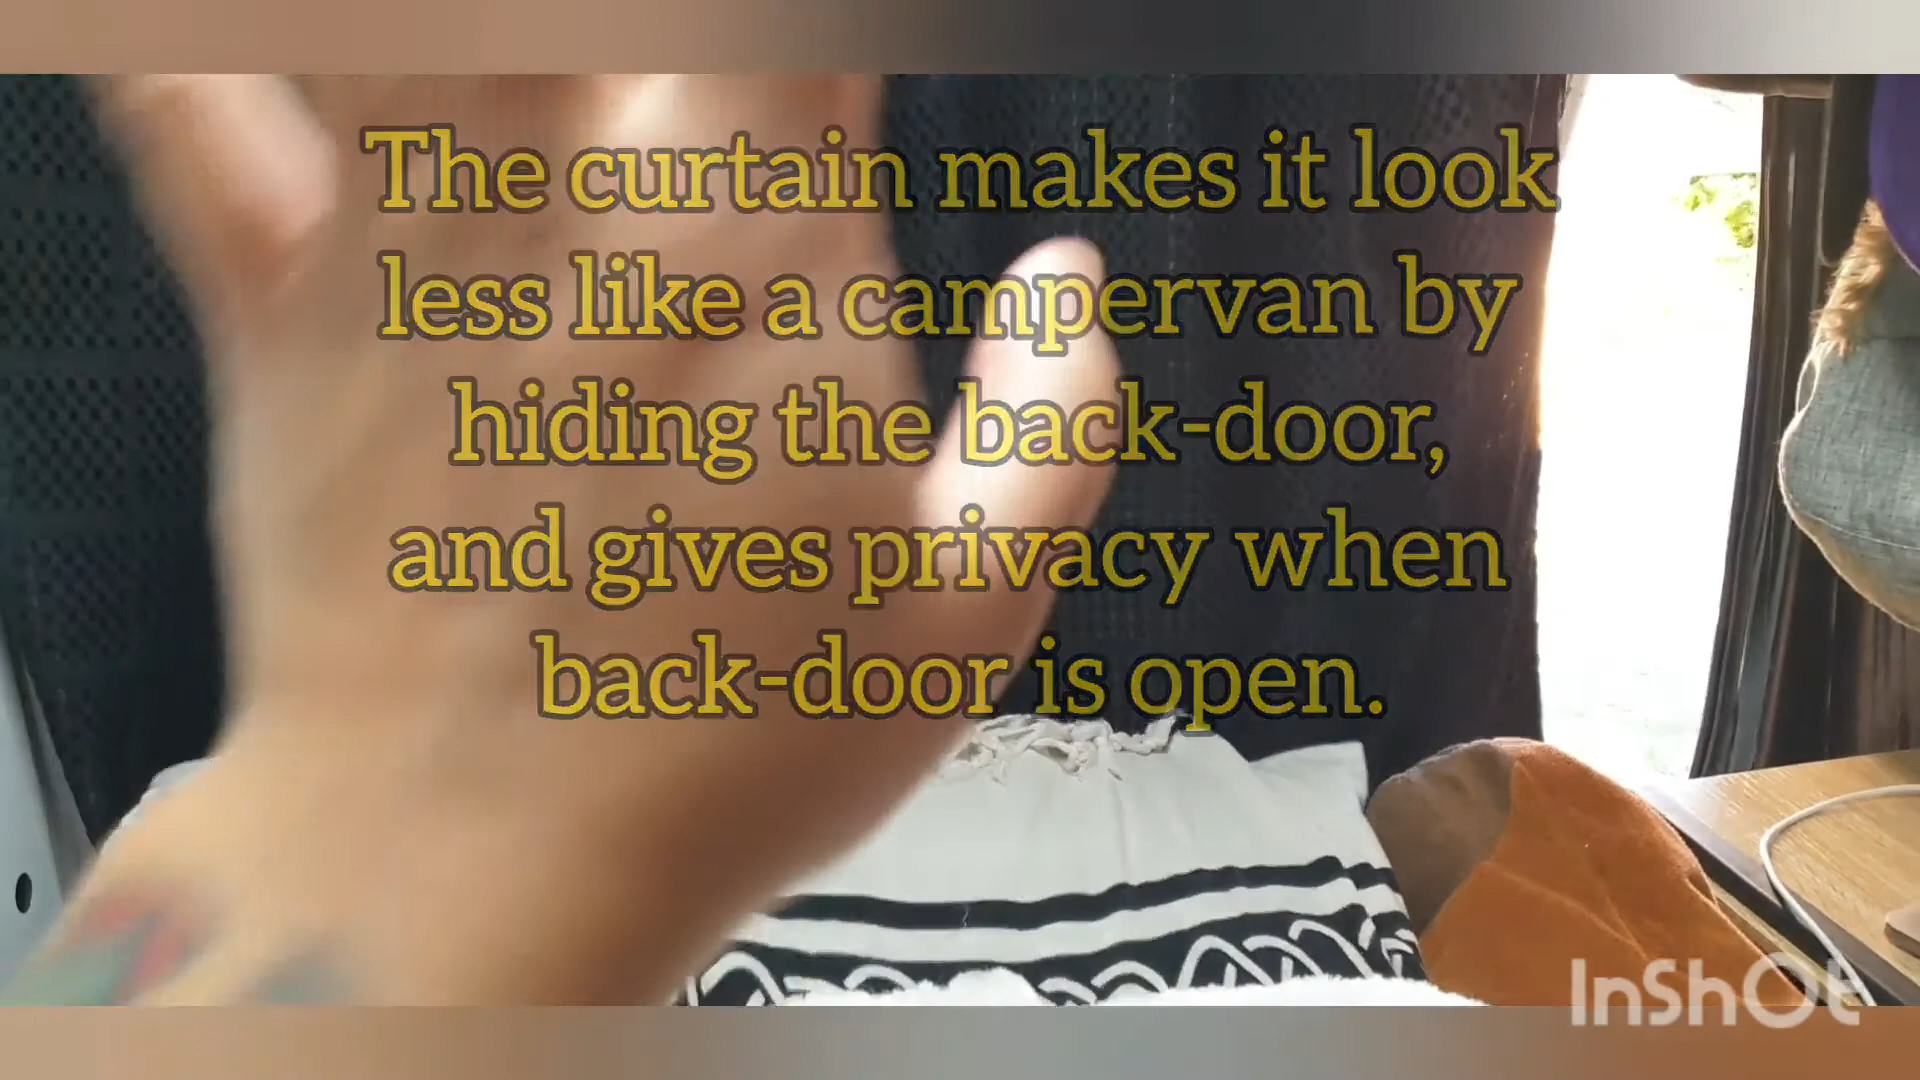 The curtain makes it look
less like a campervan by
hiding the back-door,
and gives privacy when
back-door is open.
InShOt